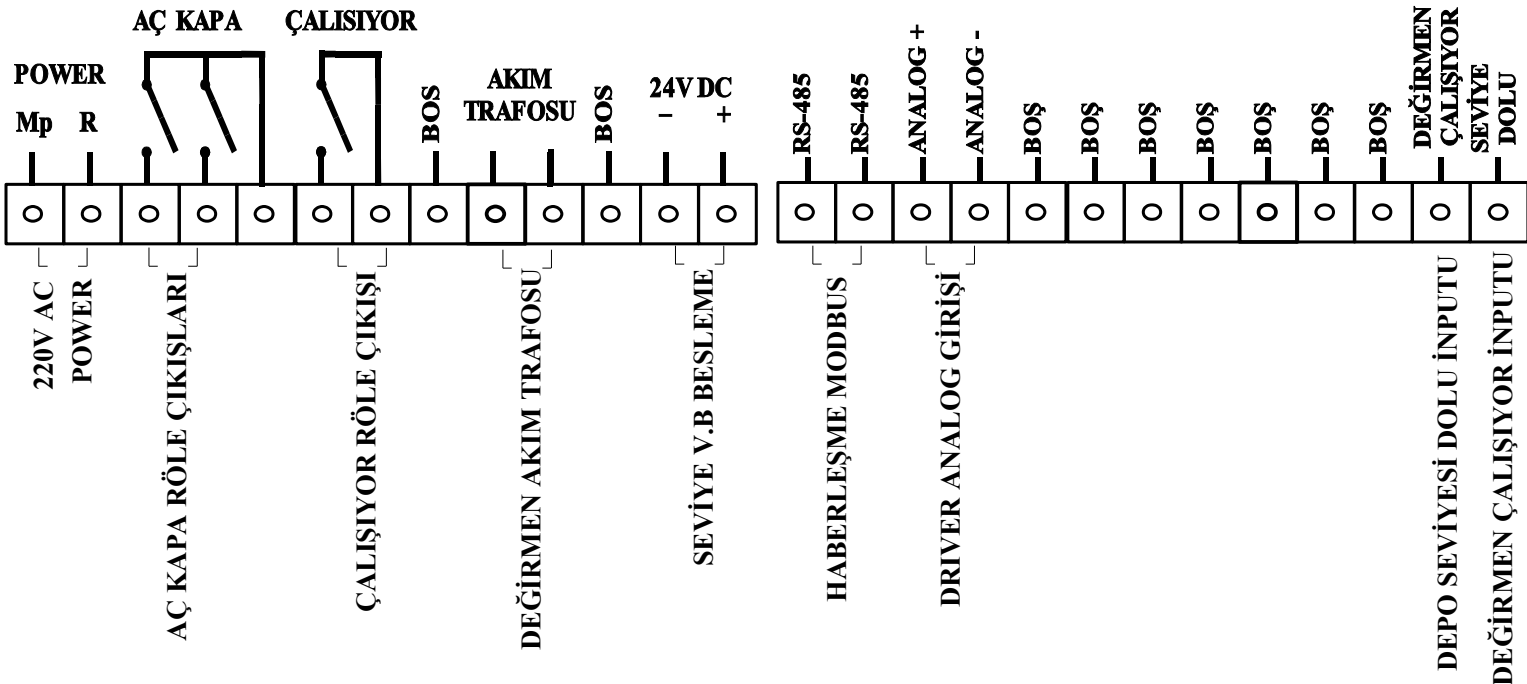 AÇ KAPA
ÇALISIYOR
POWER
Mp R
BOS
AKIM
TRAFOSU
BOS
24V DC
– +
RS-485
RS-485
ANALOG +
ANALOG -
BOŞ
BOŞ
BOŞ
BOŞ
BOŞ
BOŞ
BOŞ
DEĞİRMEN
ÇALIŞIYOR
SEVİYE
DOLU
220V AC
POWER
AÇ KAPA RÖLE ÇIKIŞLARI
ÇALIŞIYOR RÖLE ÇIKIŞI
DEĞİRMEN AKIM TRAFOSU
SEVİYE V.B BESLEME
HABERLEŞME MODBUS
DRIVER ANALOG GİRİŞİ
DEPO SEVİYESİ DOLU İNPUTU
DEĞİRMEN ÇALIŞIYOR İNPUTU